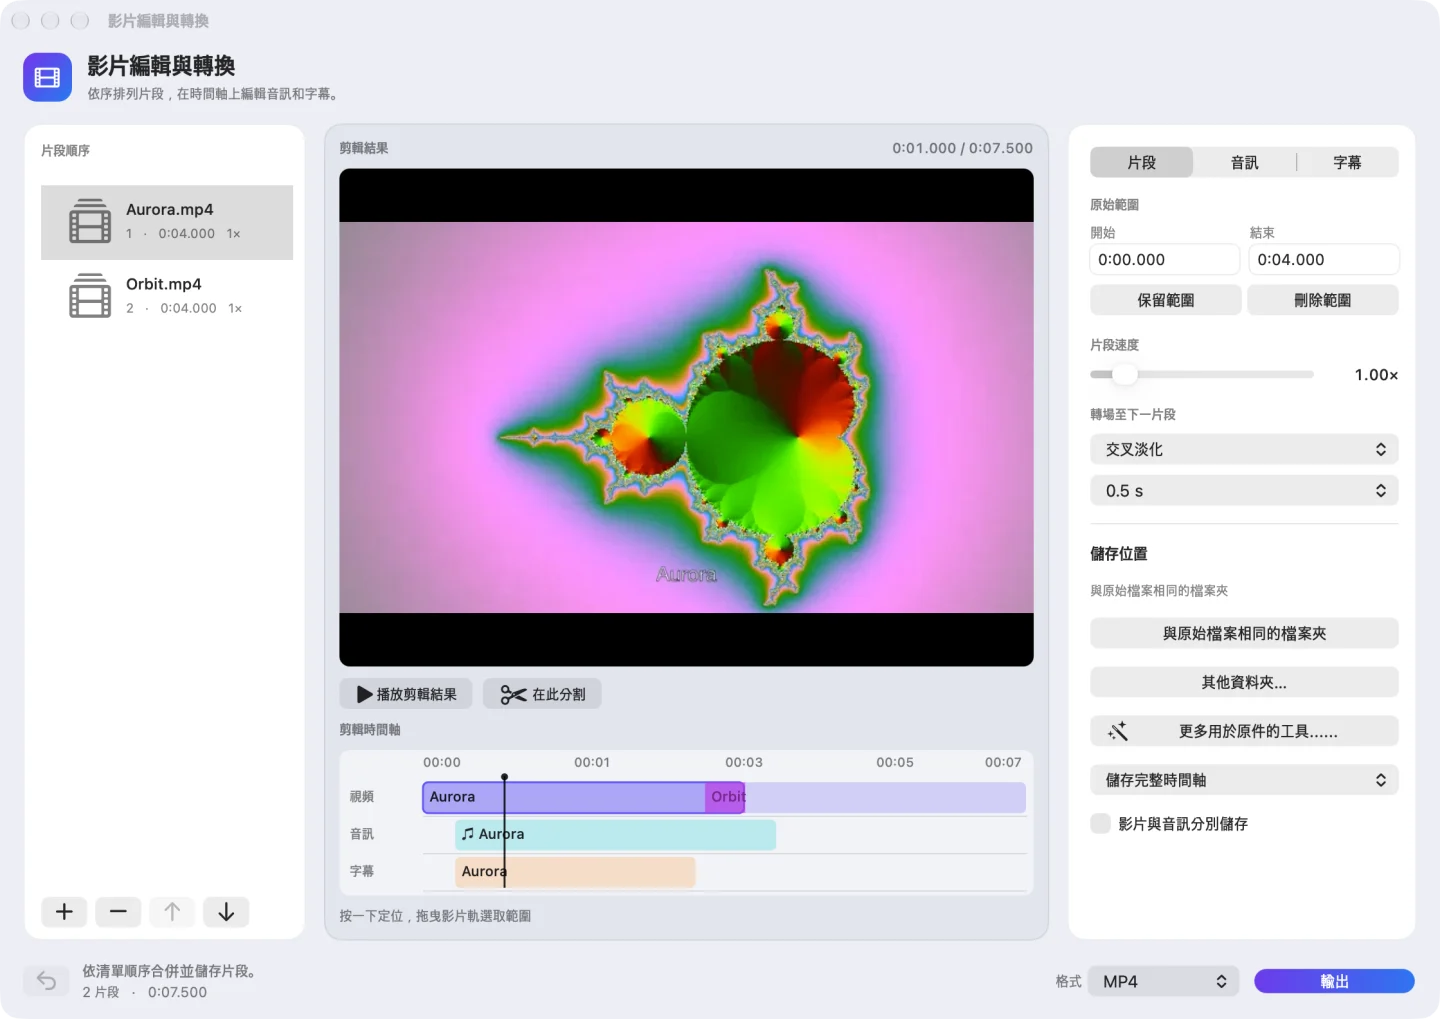 影片編輯與轉換
影片編輯與轉換
依序排列片段，在時間軸上編輯音訊和字幕。
片段順序
Aurora.mp4
1 · 0:04.000 1×
Orbit.mp4
2 · 0:04.000 1×
剪輯結果
0:01.000 / 0:07.500
Aurora
播放剪輯結果
在此分割
剪輯時間軸
00:00 00:01 00:03 00:05 00:07
視頻
Aurora
Orbit
音訊
Aurora
字幕
Aurora
按一下定位，拖曳影片軌選取範圍
片段 音訊 字幕
原始範圍
開始 結束
0:00.000 0:04.000
保留範圍 刪除範圍
片段速度
1.00×
轉場至下一片段
交叉淡化
0.5 s
儲存位置
與原始檔案相同的檔案夾
與原始檔案相同的檔案夾
其他資料夾...
更多用於原件的工具......
儲存完整時間軸
影片與音訊分別儲存
依清單順序合併並儲存片段。
2 片段 · 0:07.500
格式 MP4
輸出